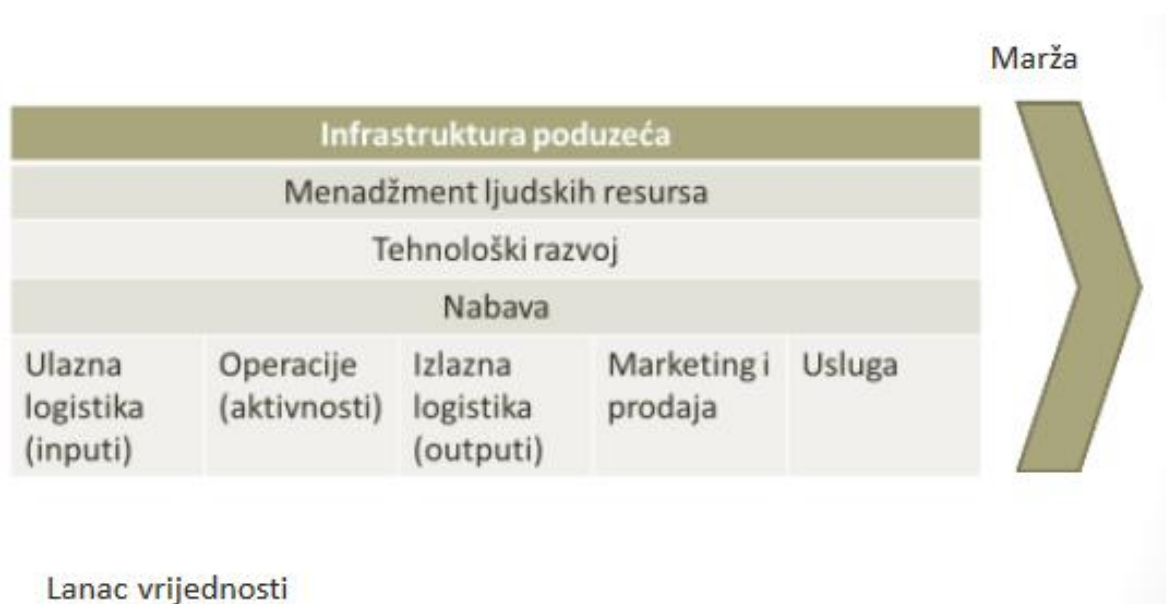 Marža
Infrastruktura poduzeća
Menadžment ljudskih resursa
Tehnološki razvoj
Nabava
Ulazna
logistika
(inputi)
Operacije
(aktivnosti)
Izlazna
logistika
(outputi)
Marketing i
prodaja
Usluga
Lanac vrijednosti